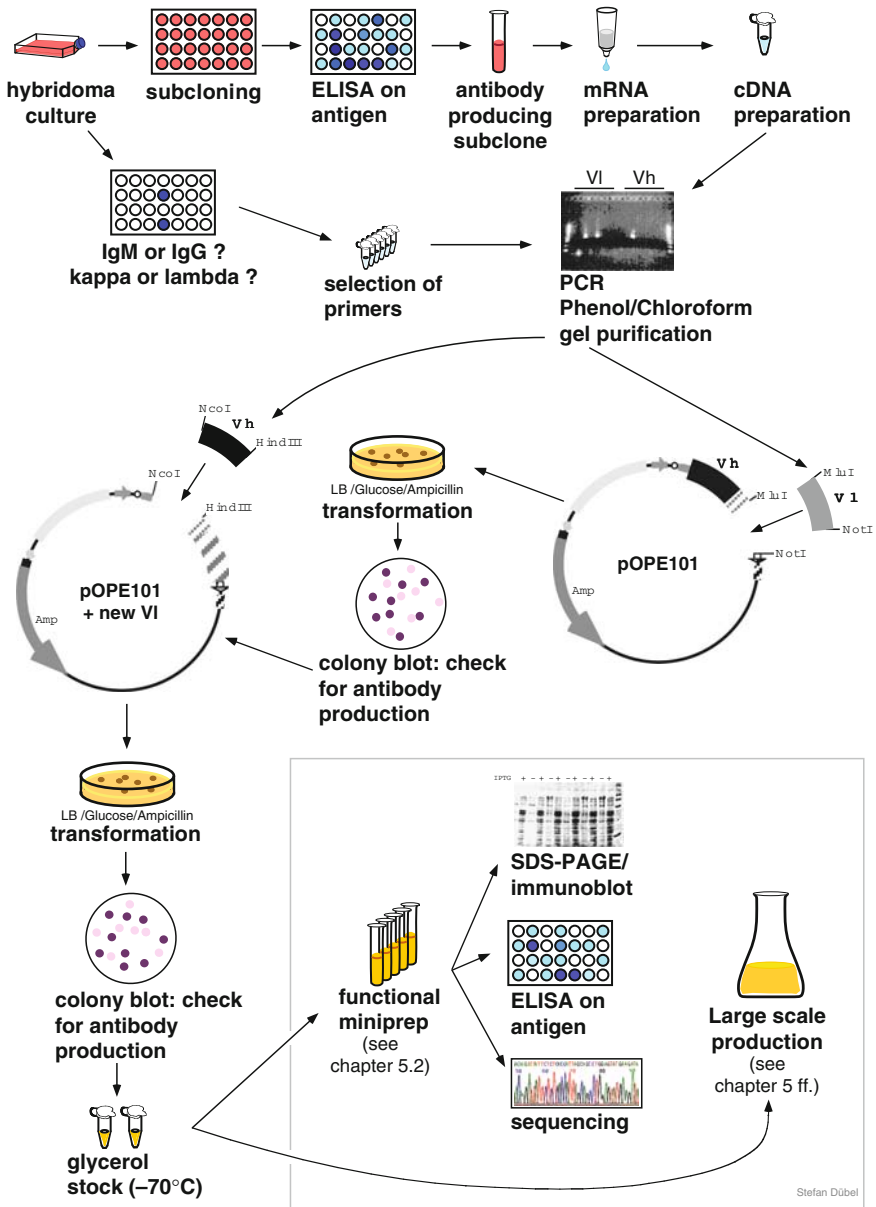 hybridoma
culture
subcloning
ELISA on
antigen
antibody
producing
subclone
mRNA
preparation
cDNA
preparation
IgM or IgG ?
kappa or lambda ?
selection of
primers
Vl Vh
PCR
Phenol/Chloroform
gel purification
NcoI
Vh
HindIII
NcoI
HindIII
pOPE101
+ new Vl
Amp
LB /Glucose/Ampicillin
transformation
colony blot: check
for antibody
production
Vh
MluI
MluI
Vl
NotI
NotI
pOPE101
Amp
LB /Glucose/Ampicillin
transformation
colony blot: check
for antibody
production
glycerol
stock (–70°C)
functional
miniprep
(see
chapter 5.2)
IPTG + – + – + – + – + – +
SDS-PAGE/
immunoblot
ELISA on
antigen
sequencing
Large scale
production
(see
chapter 5 ff.)
Stefan Dübel